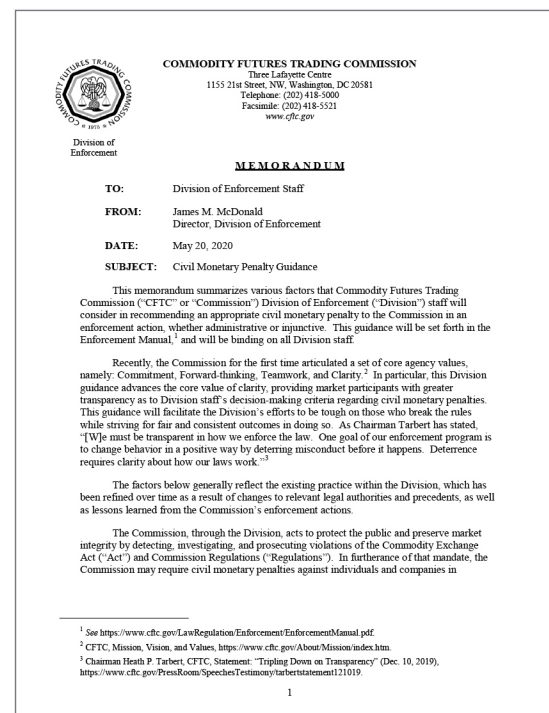 COMMODITY FUTURES TRADING COMMISSION
Three Lafayette Centre
1155 21st Street, NW, Washington, DC 20581
Telephone: (202) 418-5000
Facsimile: (202) 418-5521
www.cftc.gov
COMMODITY FUTURES TRADING COMMISSION
★ 1975 ★
Division of
Enforcement
M E M O R A N D U M
TO: Division of Enforcement Staff
FROM: James M. McDonald
Director, Division of Enforcement
DATE: May 20, 2020
SUBJECT: Civil Monetary Penalty Guidance
This memorandum summarizes various factors that Commodity Futures Trading
Commission (“CFTC” or “Commission”) Division of Enforcement (“Division”) staff will
consider in recommending an appropriate civil monetary penalty to the Commission in an
enforcement action, whether administrative or injunctive. This guidance will be set forth in the
Enforcement Manual,1 and will be binding on all Division staff.
Recently, the Commission for the first time articulated a set of core agency values,
namely: Commitment, Forward-thinking, Teamwork, and Clarity.2 In particular, this Division
guidance advances the core value of clarity, providing market participants with greater
transparency as to Division staff’s decision-making criteria regarding civil monetary penalties.
This guidance will facilitate the Division’s efforts to be tough on those who break the rules
while striving for fair and consistent outcomes in doing so. As Chairman Tarbert has stated,
“[W]e must be transparent in how we enforce the law. One goal of our enforcement program is
to change behavior in a positive way by deterring misconduct before it happens. Deterrence
requires clarity about how our laws work.”3
The factors below generally reflect the existing practice within the Division, which has
been refined over time as a result of changes to relevant legal authorities and precedents, as well
as lessons learned from the Commission’s enforcement actions.
The Commission, through the Division, acts to protect the public and preserve market
integrity by detecting, investigating, and prosecuting violations of the Commodity Exchange
Act (“Act”) and Commission Regulations (“Regulations”). In furtherance of that mandate, the
Commission may require civil monetary penalties against individuals and companies in
1 See https://www.cftc.gov/LawRegulation/Enforcement/EnforcementManual.pdf.
2 CFTC, Mission, Vision, and Values, https://www.cftc.gov/About/Mission/index.htm.
3 Chairman Heath P. Tarbert, CFTC, Statement: “Tripling Down on Transparency” (Dec. 10, 2019),
https://www.cftc.gov/PressRoom/SpeechesTestimony/tarbertstatement121019.
1